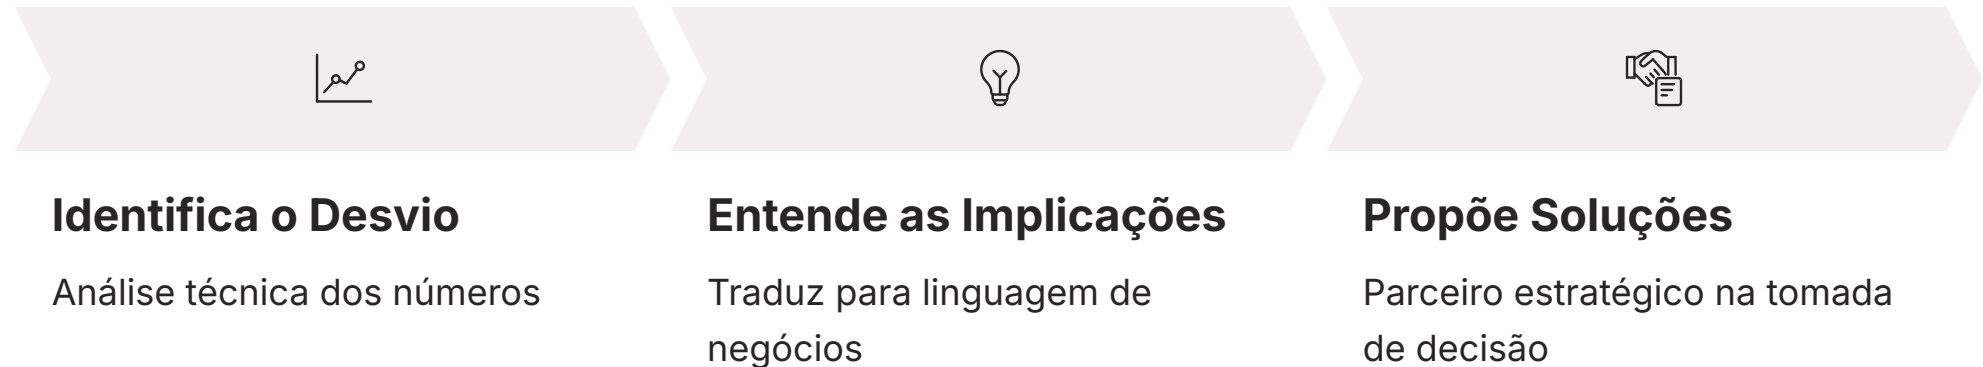 Identifica o Desvio
Análise técnica dos números
Entende as Implicações
Traduz para linguagem de
negócios
Propõe Soluções
Parceiro estratégico na tomada
de decisão